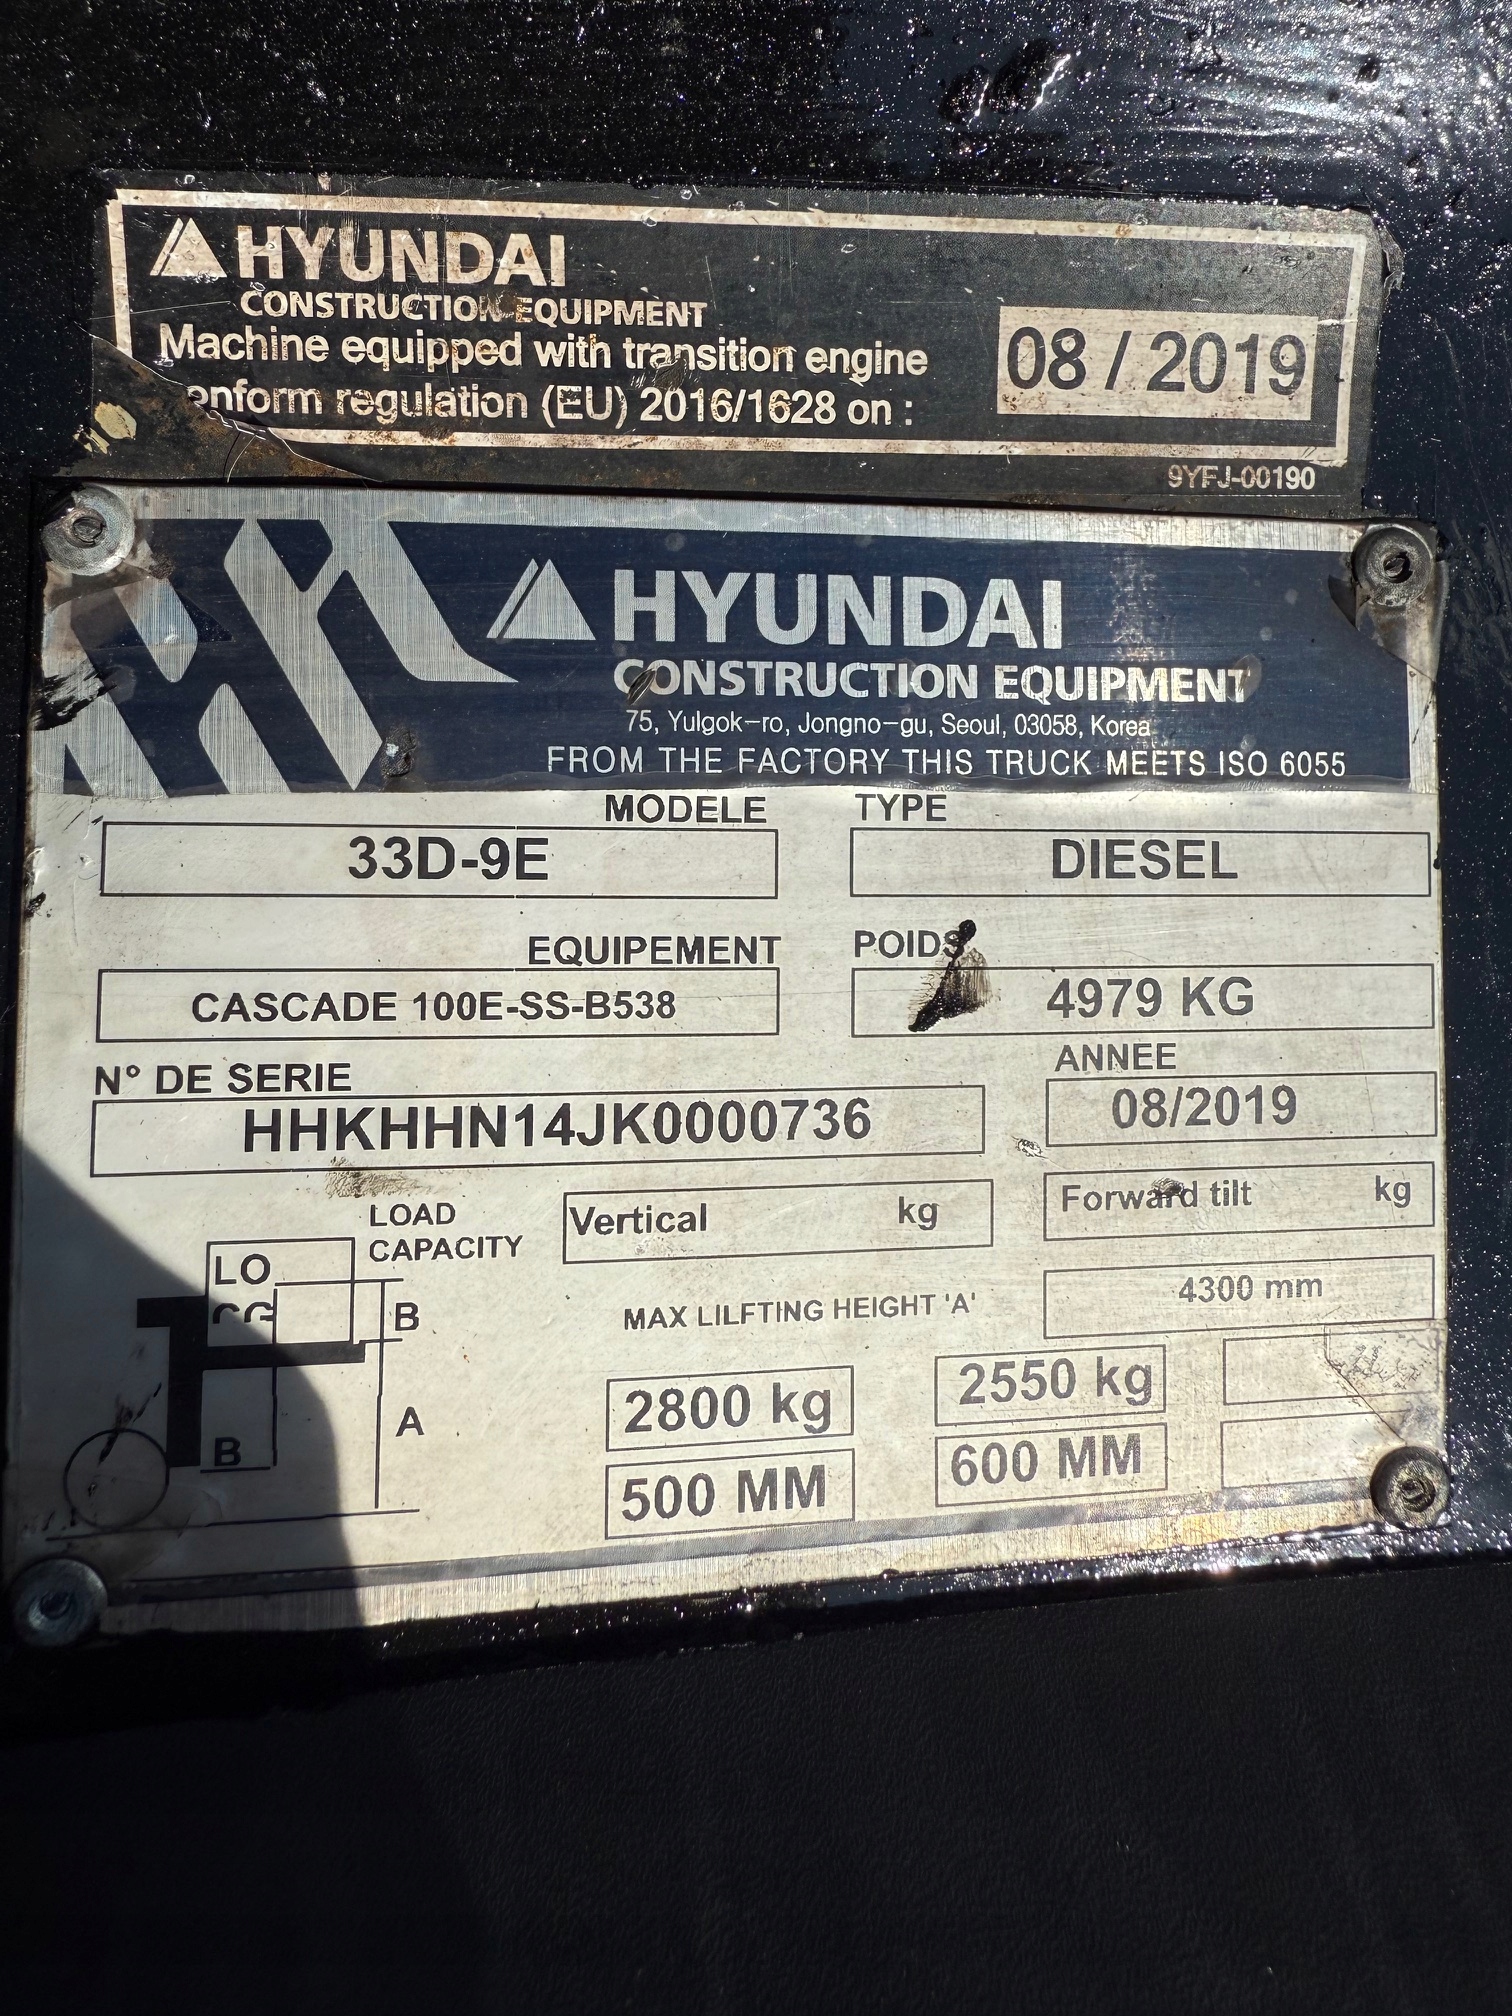 HYUNDAI
CONSTRUCTION EQUIPMENT
Machine equipped with transition engine
onform regulation (EU) 2016/1628 on :
08 / 2019
9YFJ-00190
HYUNDAI
CONSTRUCTION EQUIPMENT
75, Yulgok-ro, Jongno-gu, Seoul, 03058, Korea
FROM THE FACTORY THIS TRUCK MEETS ISO 6055
MODELE TYPE
33D-9E DIESEL
EQUIPEMENT POIDS
CASCADE 100E-SS-B538 4979 KG
N° DE SERIE ANNEE
HHKHHN14JK0000736 08/2019
LOAD CAPACITY
Vertical kg Forward tilt kg
LO
B
A
B
MAX LILFTING HEIGHT 'A' 4300 mm
2800 kg 2550 kg
500 MM 600 MM